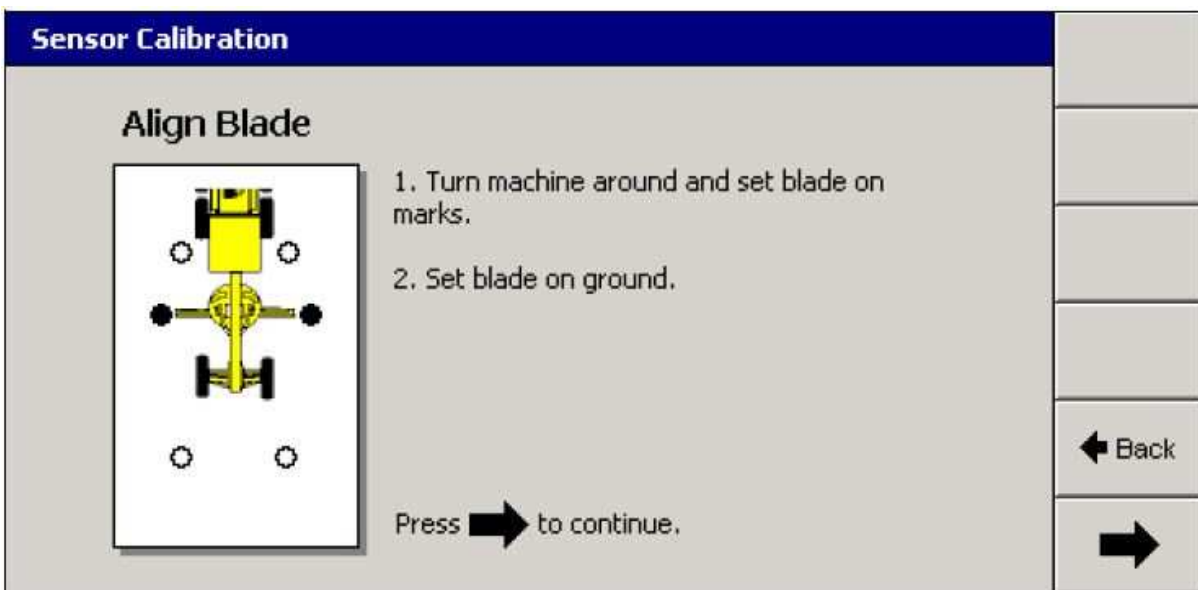 Sensor Calibration
Align Blade
1. Turn machine around and set blade on
marks.
2. Set blade on ground.
Press to continue.
Back